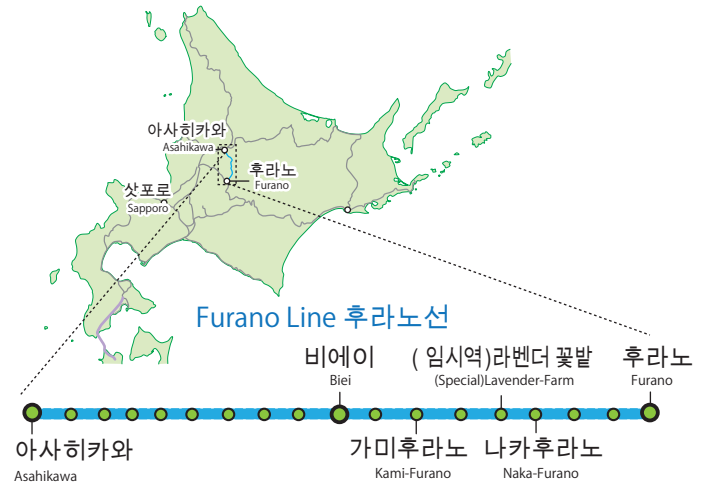 아사히카와
Asahikawa
후라노
Furano
삿포로
Sapporo
Furano Line 후라노선
비에이
Biei
( 임시역)라벤더 꽃밭
(Special)Lavender-Farm
후라노
Furano
아사히카와
Asahikawa
가미후라노
Kami-Furano
나카후라노
Naka-Furano